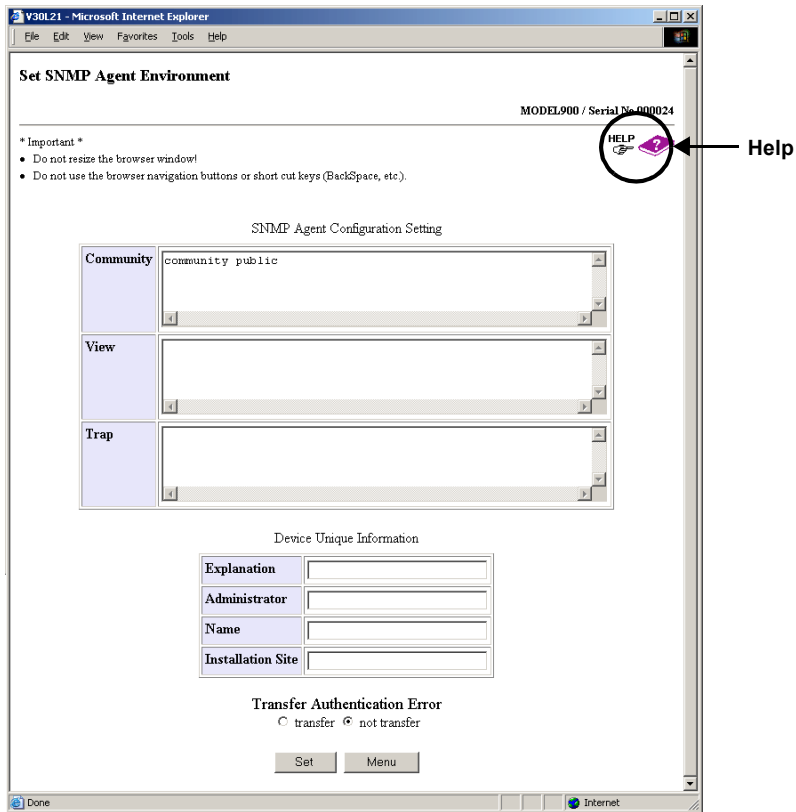 V30L21 - Microsoft Internet Explorer
File Edit View Favorites Tools Help
Set SNMP Agent Environment
MODEL900 / Serial No.000024
* Important *
HELP
Help
• Do not resize the browser window!
• Do not use the browser navigation buttons or short cut keys (BackSpace, etc.).
SNMP Agent Configuration Setting
Community
community public
View
Trap
Device Unique Information
Explanation
Administrator
Name
Installation Site
Transfer Authentication Error
transfer not transfer
Set Menu
Done Internet